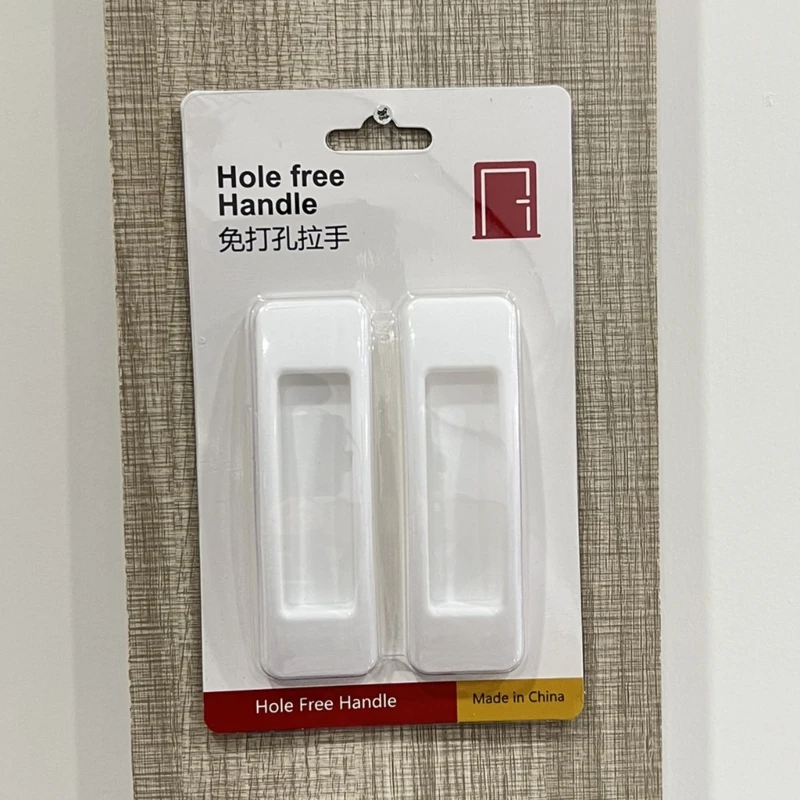 Hole free
Handle
免打孔拉手
Hole Free Handle
Made in China